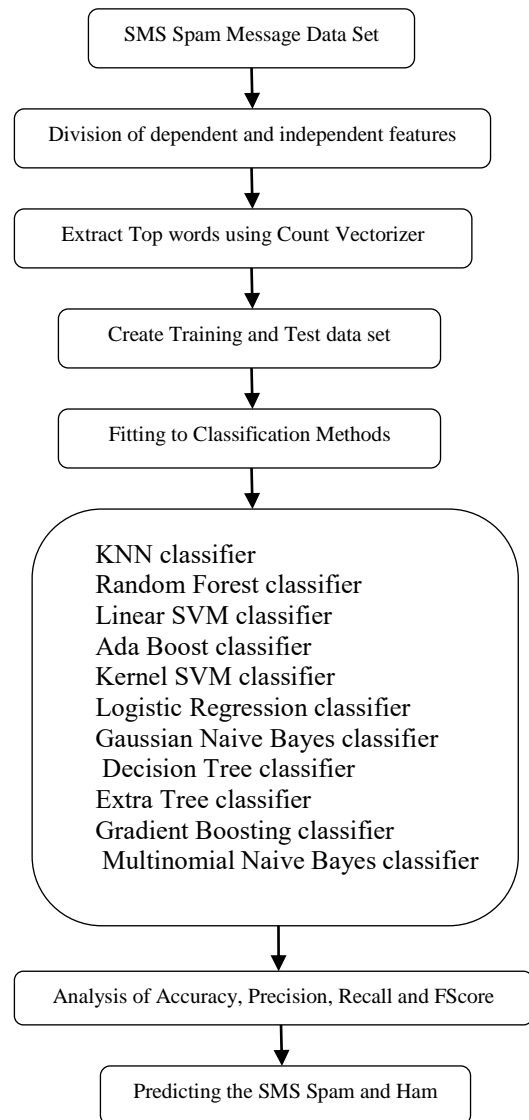 SMS Spam Message Data Set
Division of dependent and independent features
Extract Top words using Count Vectorizer
Create Training and Test data set
Fitting to Classification Methods
KNN classifier
Random Forest classifier
Linear SVM classifier
Ada Boost classifier
Kernel SVM classifier
Logistic Regression classifier
Gaussian Naive Bayes classifier
Decision Tree classifier
Extra Tree classifier
Gradient Boosting classifier
Multinomial Naive Bayes classifier
Analysis of Accuracy, Precision, Recall and FScore
Predicting the SMS Spam and Ham